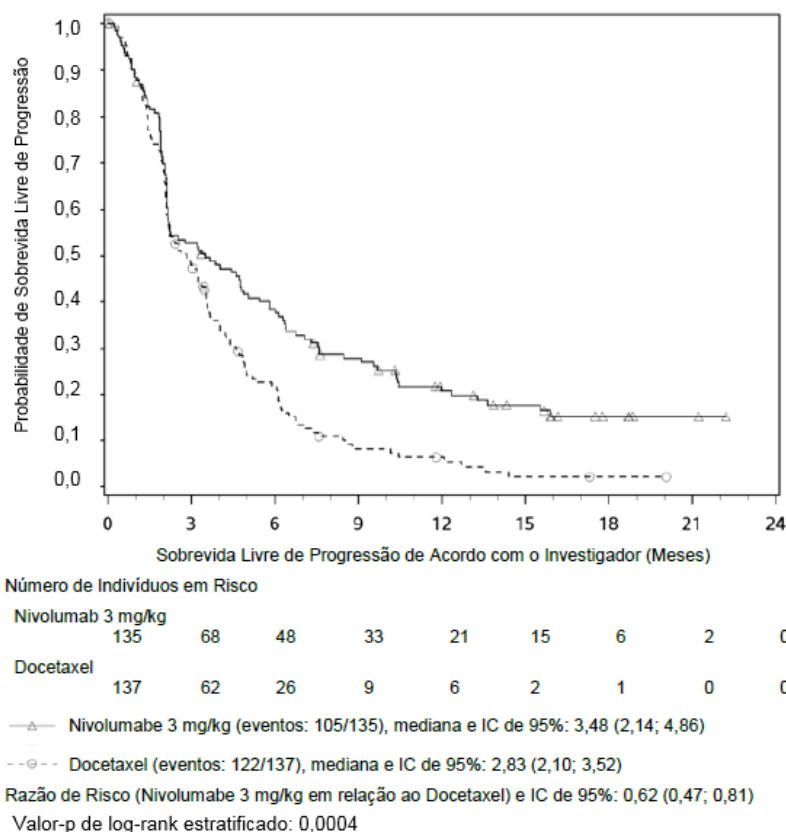 Probabilidade de Sobrevida Livre de Progressão
1,0
0,9
0,8
0,7
0,6
0,5
0,4
0,3
0,2
0,1
0,0
0 3 6 9 12 15 18 21 24
Sobrevida Livre de Progressão de Acordo com o Investigador (Meses)
Número de Indivíduos em Risco
Nivolumab 3 mg/kg
135 68 48 33 21 15 6 2 0
Docetaxel
137 62 26 9 6 2 1 0 0
Nivolumabe 3 mg/kg (eventos: 105/135), mediana e IC de 95%: 3,48 (2,14; 4,86)
Docetaxel (eventos: 122/137), mediana e IC de 95%: 2,83 (2,10; 3,52)
Razão de Risco (Nivolumabe 3 mg/kg em relação ao Docetaxel) e IC de 95%: 0,62 (0,47; 0,81)
Valor-p de log-rank estratificado: 0,0004